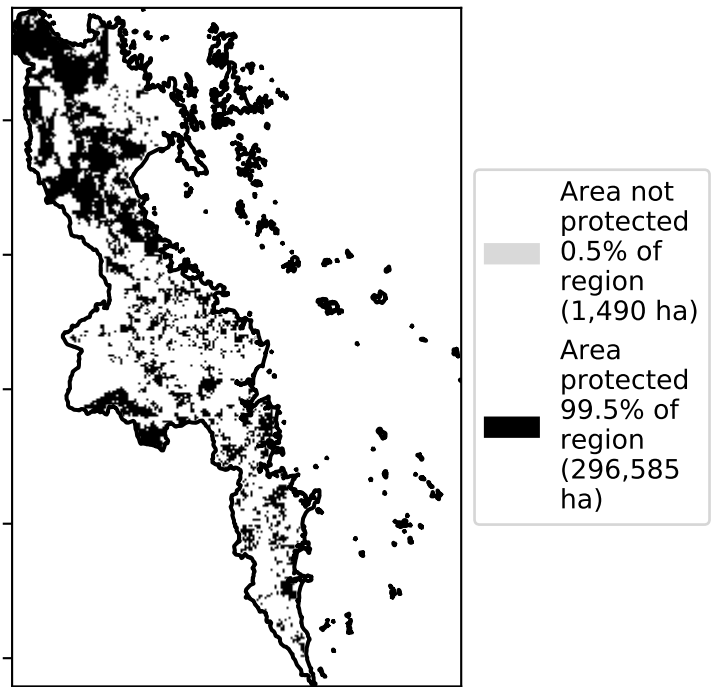 Area not
protected
0.5% of
region
(1,490 ha)
Area
protected
99.5% of
region
(296,585
ha)